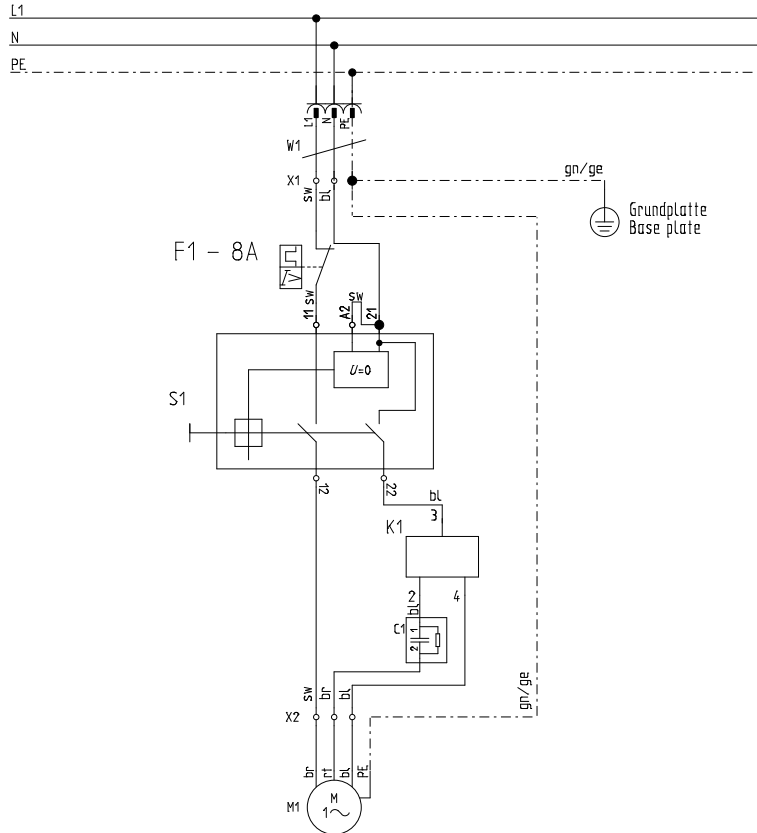 L1
N
PE
L1
N
PE
W1
X1
sw
bl
gn/ge
Grundplatte
Base plate
F1 - 8A
I>
sw
11
A2
sw
21
U=0
S1
12
22
bl
3
K1
2
4
bl
C1
1
2
gn/ge
sw
br
bl
X2
br
rt
bl
PE
M1
M
1~